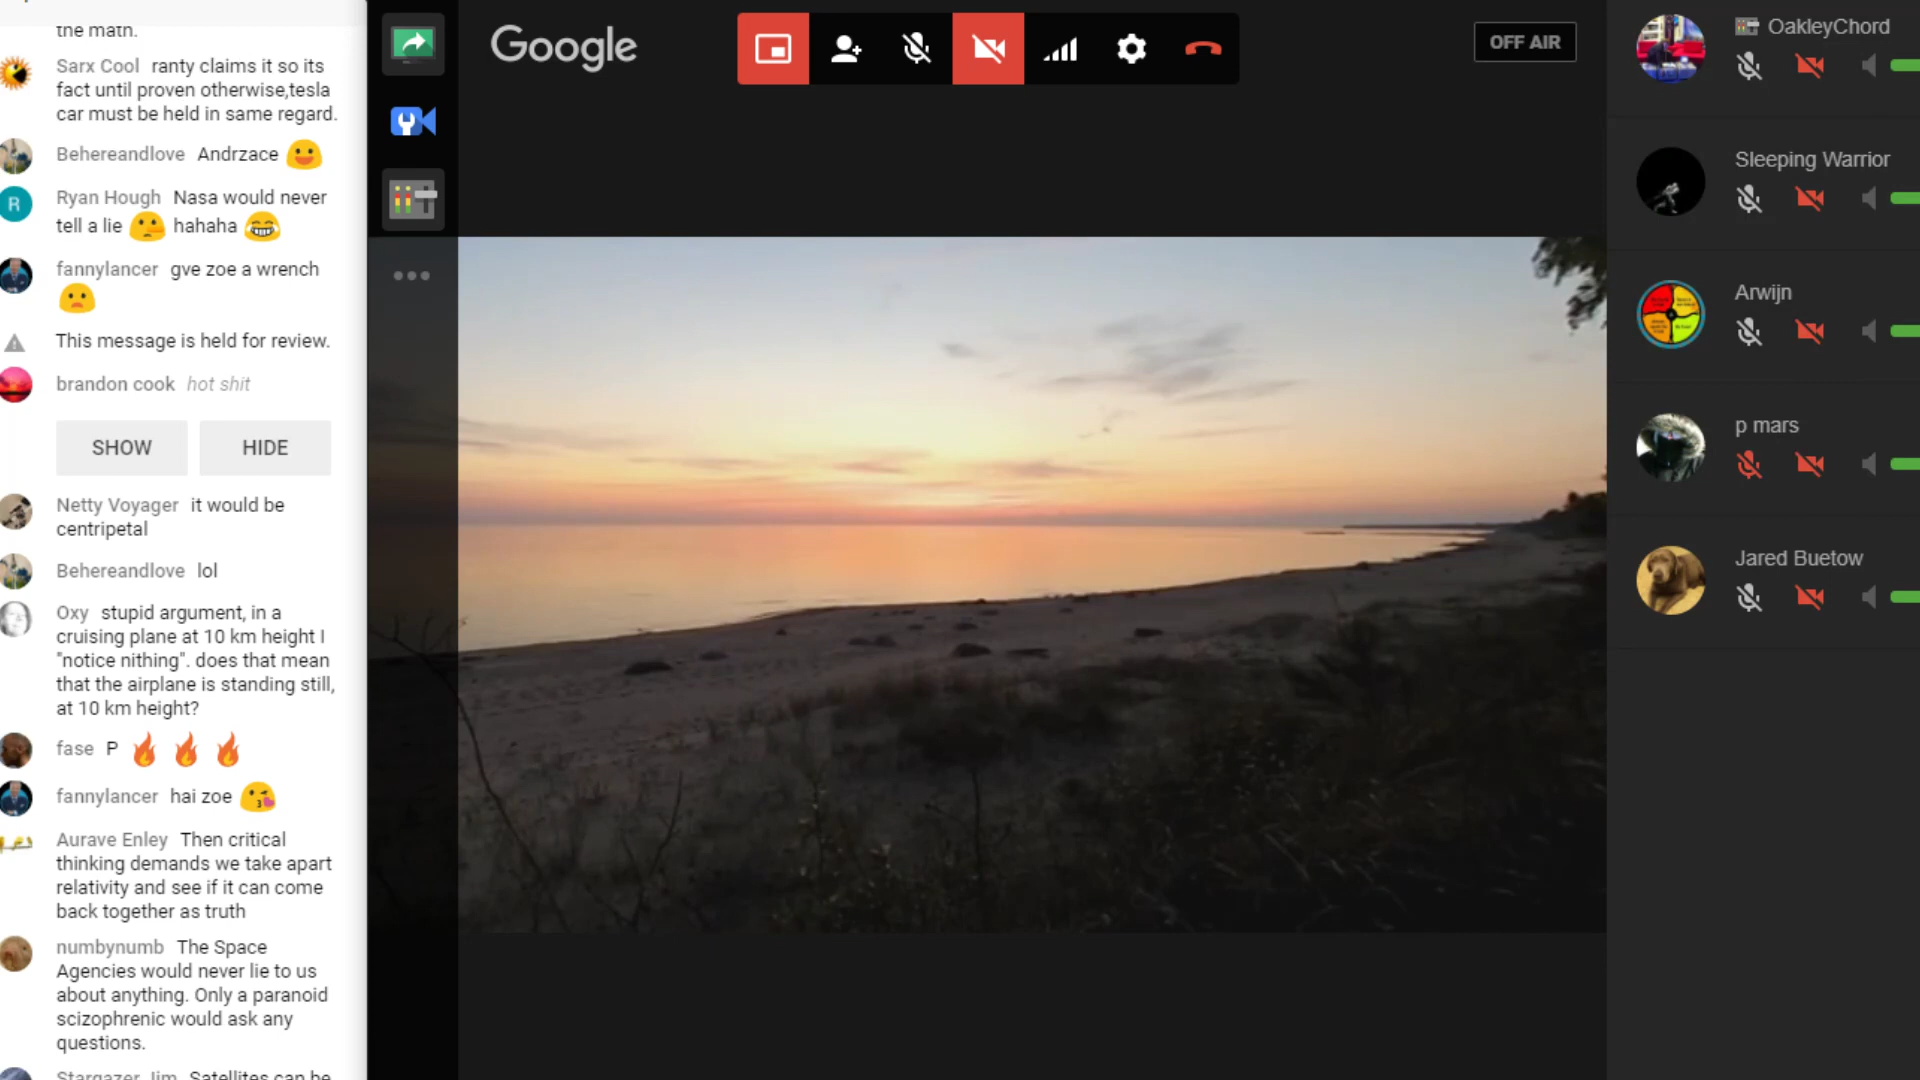 the math.
Sarx Cool ranty claims it so its
fact until proven otherwise,tesla
car must be held in same regard.
Behereandlove Andrzace
R
Ryan Hough Nasa would never
tell a lie hahaha
fannylancer gve zoe a wrench
This message is held for review.
brandon cook hot shit
SHOW HIDE
Netty Voyager it would be
centripetal
Behereandlove lol
Oxy stupid argument, in a
cruising plane at 10 km height I
"notice nithing". does that mean
that the airplane is standing still,
at 10 km height?
fase P
fannylancer hai zoe
Aurave Enley Then critical
thinking demands we take apart
relativity and see if it can come
back together as truth
numbynumb The Space
Agencies would never lie to us
about anything. Only a paranoid
scizophrenic would ask any
questions.
Stargazer Jim Satellites can be
Google
OFF AIR
OakleyChord
Sleeping Warrior
Arwijn
p mars
Jared Buetow